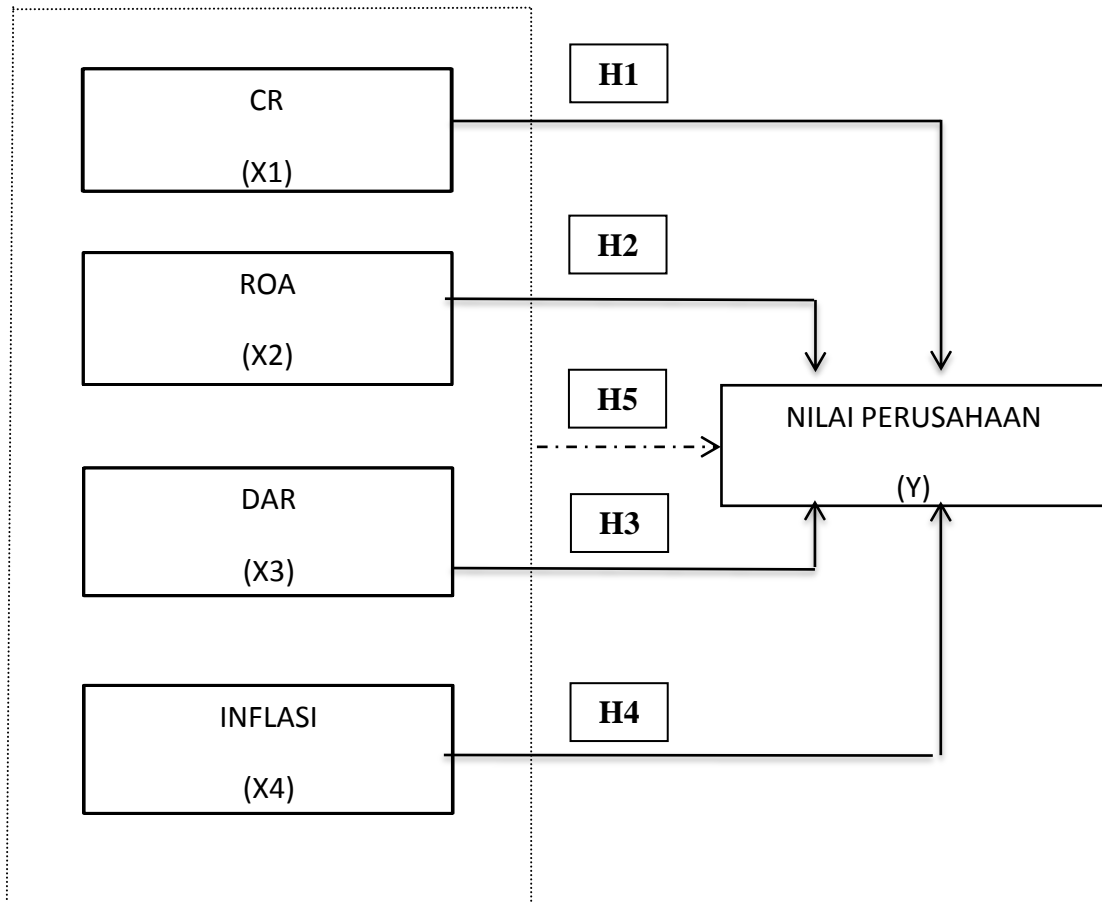 H1
CR
(X1)
H2
ROA
(X2)
H5
NILAI PERUSAHAAN
(Y)
H3
DAR
(X3)
H4
INFLASI
(X4)